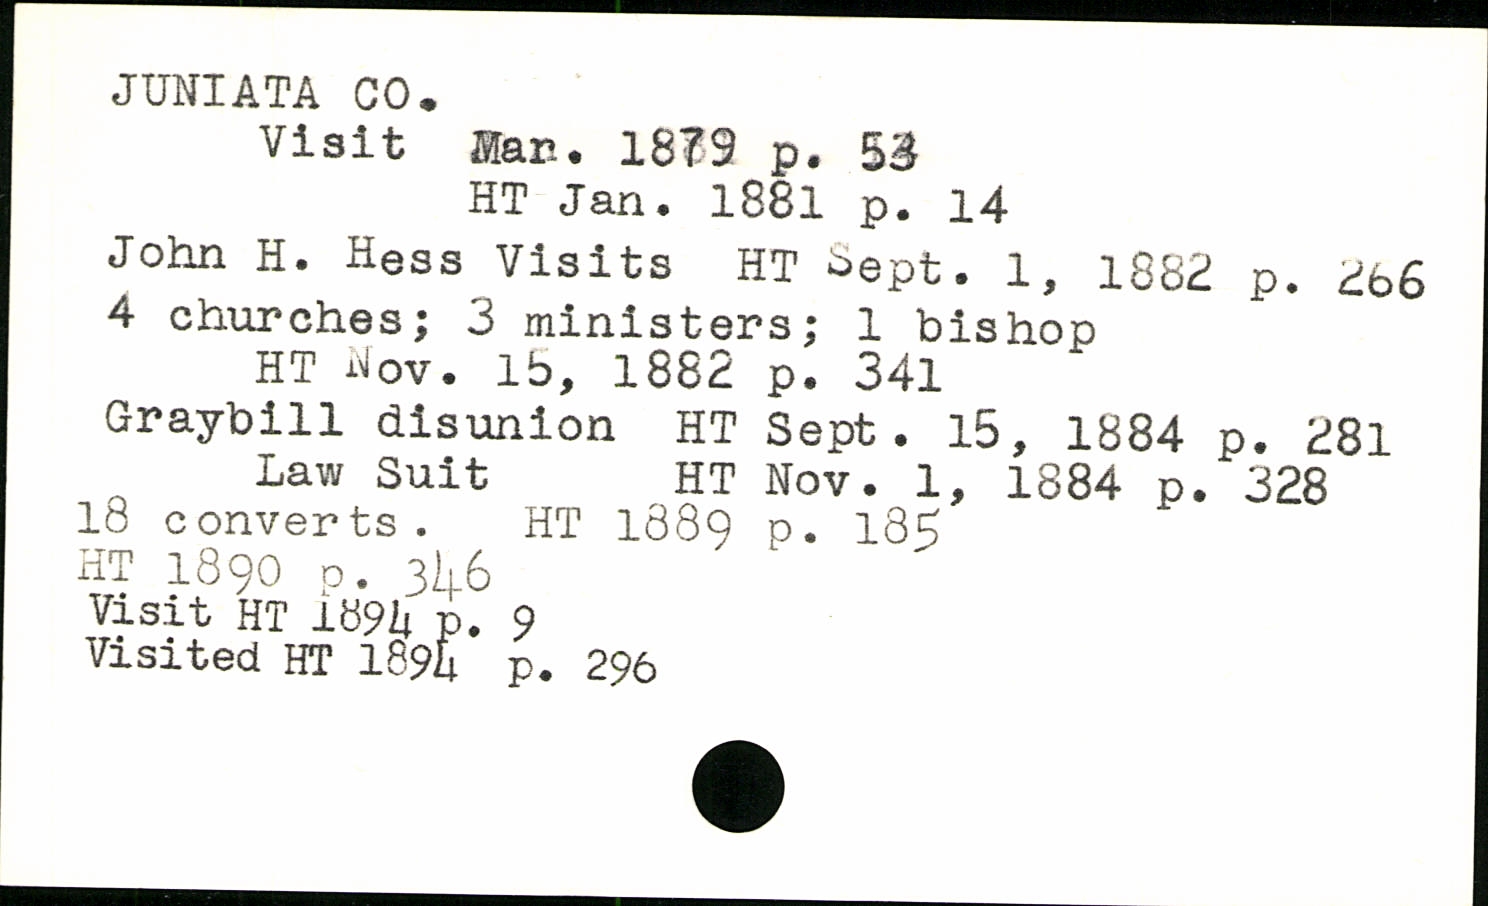 JUNIATA CO.
Visit Mar. 1879 p. 53
HT Jan. 1881 p. 14
John H. Hess Visits HT Sept. 1, 1882 p. 266
4 churches; 3 ministers; 1 bishop
HT Nov. 15, 1882 p. 341
Graybill disunion HT Sept. 15, 1884 p. 281
Law Suit HT Nov. 1, 1884 p. 328
18 converts. HT 1889 p. 185
HT 1890 p. 346
Visit HT 1894 p. 9
Visited HT 1894 p. 296